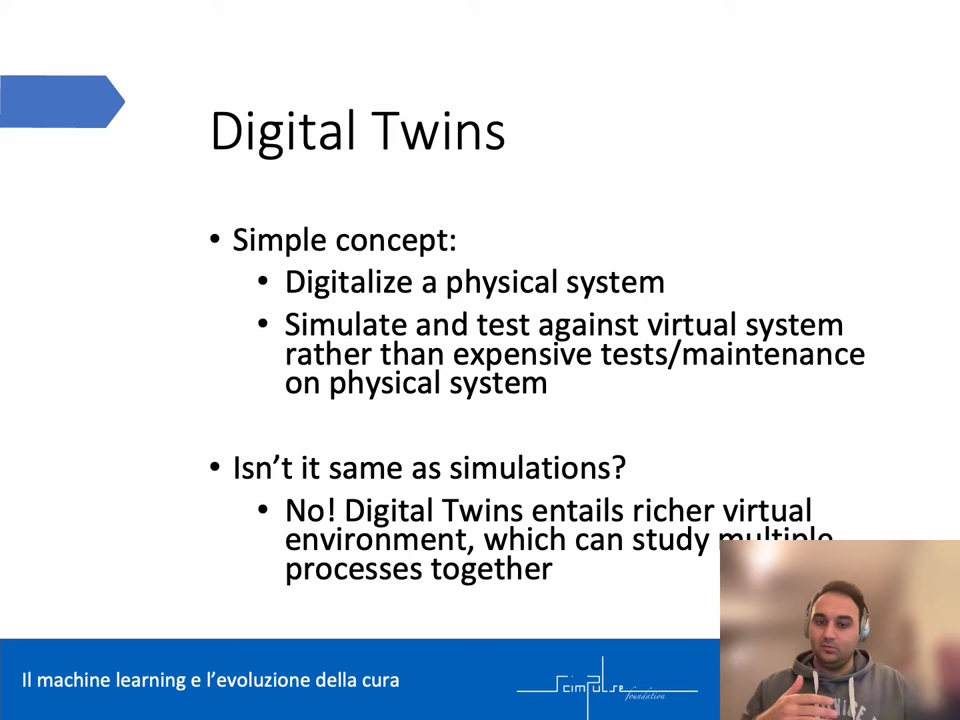 Digital Twins
• Simple concept:
• Digitalize a physical system
• Simulate and test against virtual system
rather than expensive tests/maintenance
on physical system
• Isn't it same as simulations?
• No! Digital Twins entails richer virtual
environment, which can study multiple
processes together
Il machine learning e l'evoluzione della cura
scimpulse
foundation